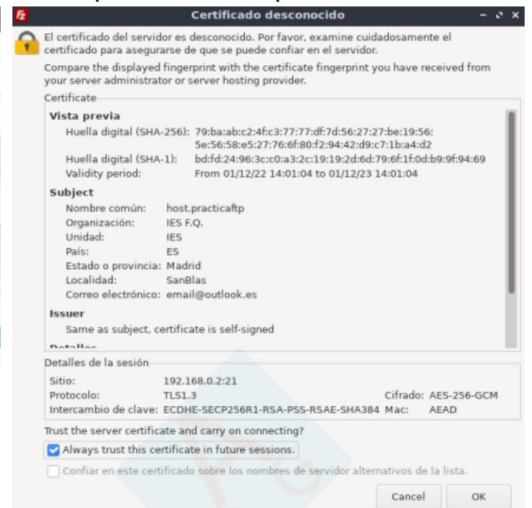 Fz Certificado desconocido
El certificado del servidor es desconocido. Por favor, examine cuidadosamente el
certificado para asegurarse de que se puede confiar en el servidor.
Compare the displayed fingerprint with the certificate fingerprint you have received from
your server administrator or server hosting provider.
Certificate
Vista previa
Huella digital (SHA-256): 79:ba:ab:c2:4f:c3:77:77:df:7d:56:27:27:be:19:56:
5e:56:58:e5:27:76:6f:80:f2:94:42:d9:c7:1b:a4:d2
Huella digital (SHA-1): bd:fd:24:96:3c:c0:a3:2c:19:19:2d:6d:79:6f:1f:0d:b9:9f:94:69
Validity period: From 01/12/22 14:01:04 to 01/12/23 14:01:04
Subject
Nombre común: host.practicaftp
Organización: IES F.Q.
Unidad: IES
País: ES
Estado o provincia: Madrid
Localidad: SanBlas
Correo electrónico: email@outlook.es
Issuer
Same as subject, certificate is self-signed
Detalles
Detalles de la sesión
Sitio: 192.168.0.2:21
Protocolo: TLS1.3 Cifrado: AES-256-GCM
Intercambio de clave: ECDHE-SECP256R1-RSA-PSS-RSAE-SHA384 Mac: AEAD
Trust the server certificate and carry on connecting?
Always trust this certificate in future sessions.
Confiar en este certificado sobre los nombres de servidor alternativos de la lista.
Cancel OK